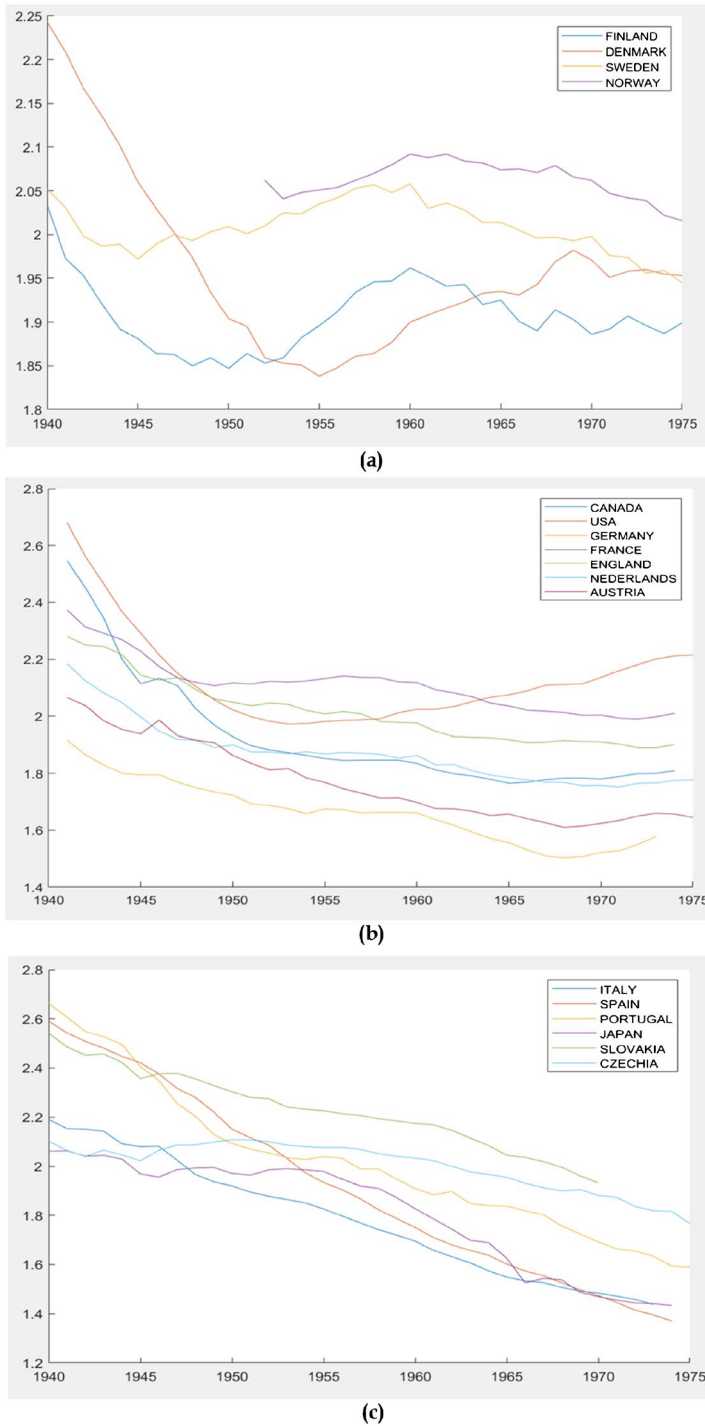 2.25
FINLAND
DENMARK
SWEDEN
NORWAY
2.2
2.15
2.1
2.05
2
1.95
1.9
1.85
1.8
1940 1945 1950 1955 1960 1965 1970 1975
(a)
2.8
CANADA
USA
GERMANY
FRANCE
ENGLAND
NEDERLANDS
AUSTRIA
2.6
2.4
2.2
2
1.8
1.6
1.4
1940 1945 1950 1955 1960 1965 1970 1975
(b)
2.8
ITALY
SPAIN
PORTUGAL
JAPAN
SLOVAKIA
CZECHIA
2.6
2.4
2.2
2
1.8
1.6
1.4
1.2
1940 1945 1950 1955 1960 1965 1970 1975
(c)